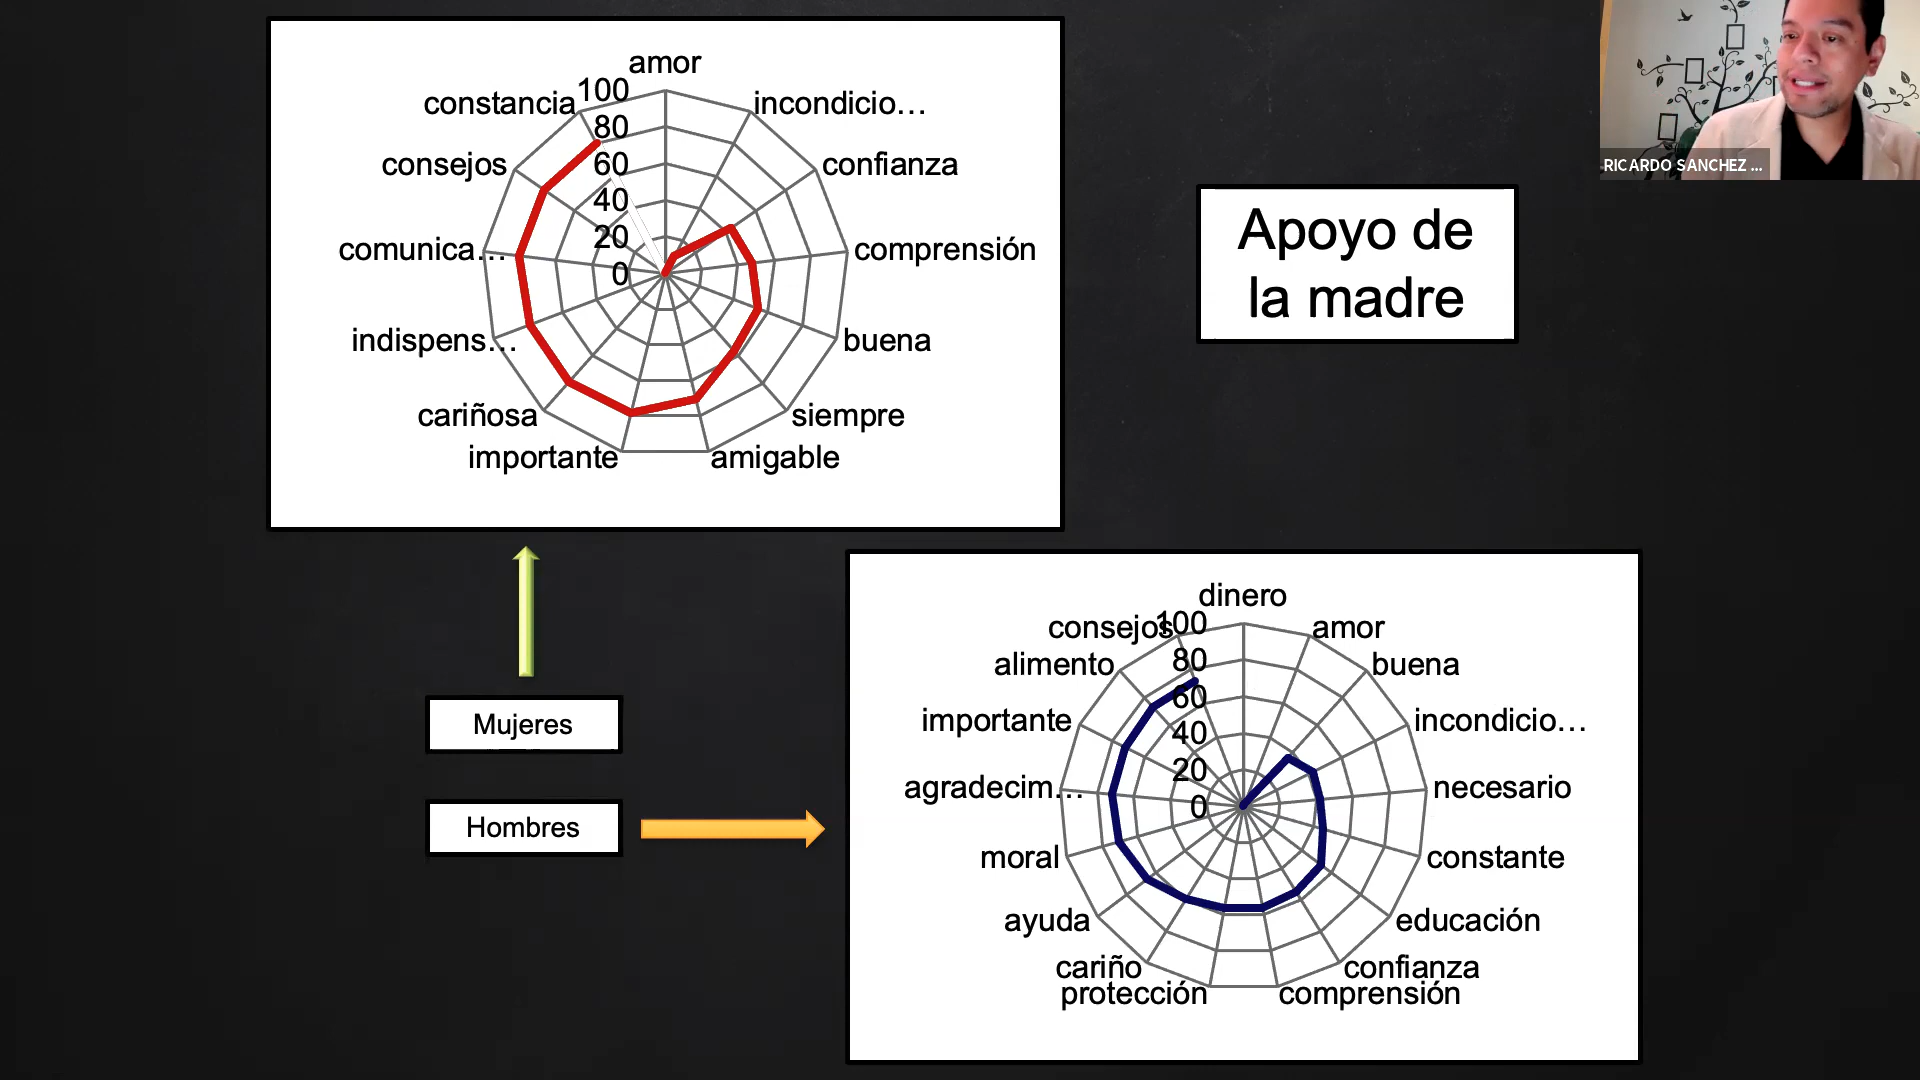 amor
100
constancia
incondicio…
80
consejos
60
confianza
40
comunica…
20
comprensión
0
indispens…
buena
cariñosa
siempre
importante
amigable
RICARDO SANCHEZ ...
Apoyo de
la madre
Mujeres
Hombres
dinero
100
consejos
amor
80
alimento
buena
60
importante
incondicio…
40
agradecim…
20
necesario
0
moral
constante
ayuda
educación
cariño
confianza
protección
comprensión